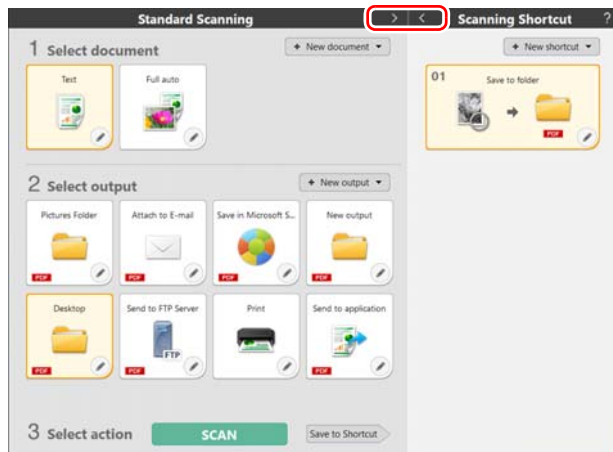 Standard Scanning
> <
Scanning Shortcut ?
1 Select document
+ New document
Text
Full auto
2 Select output
+ New output
Pictures Folder
Attach to E-mail
Save in Microsoft S...
New output
PDF
PDF
PDF
PDF
Desktop
Send to FTP Server
Print
Send to application
FTP
PDF
PDF
PDF
3 Select action
SCAN
Save to Shortcut
+ New shortcut
01
Save to folder
PDF